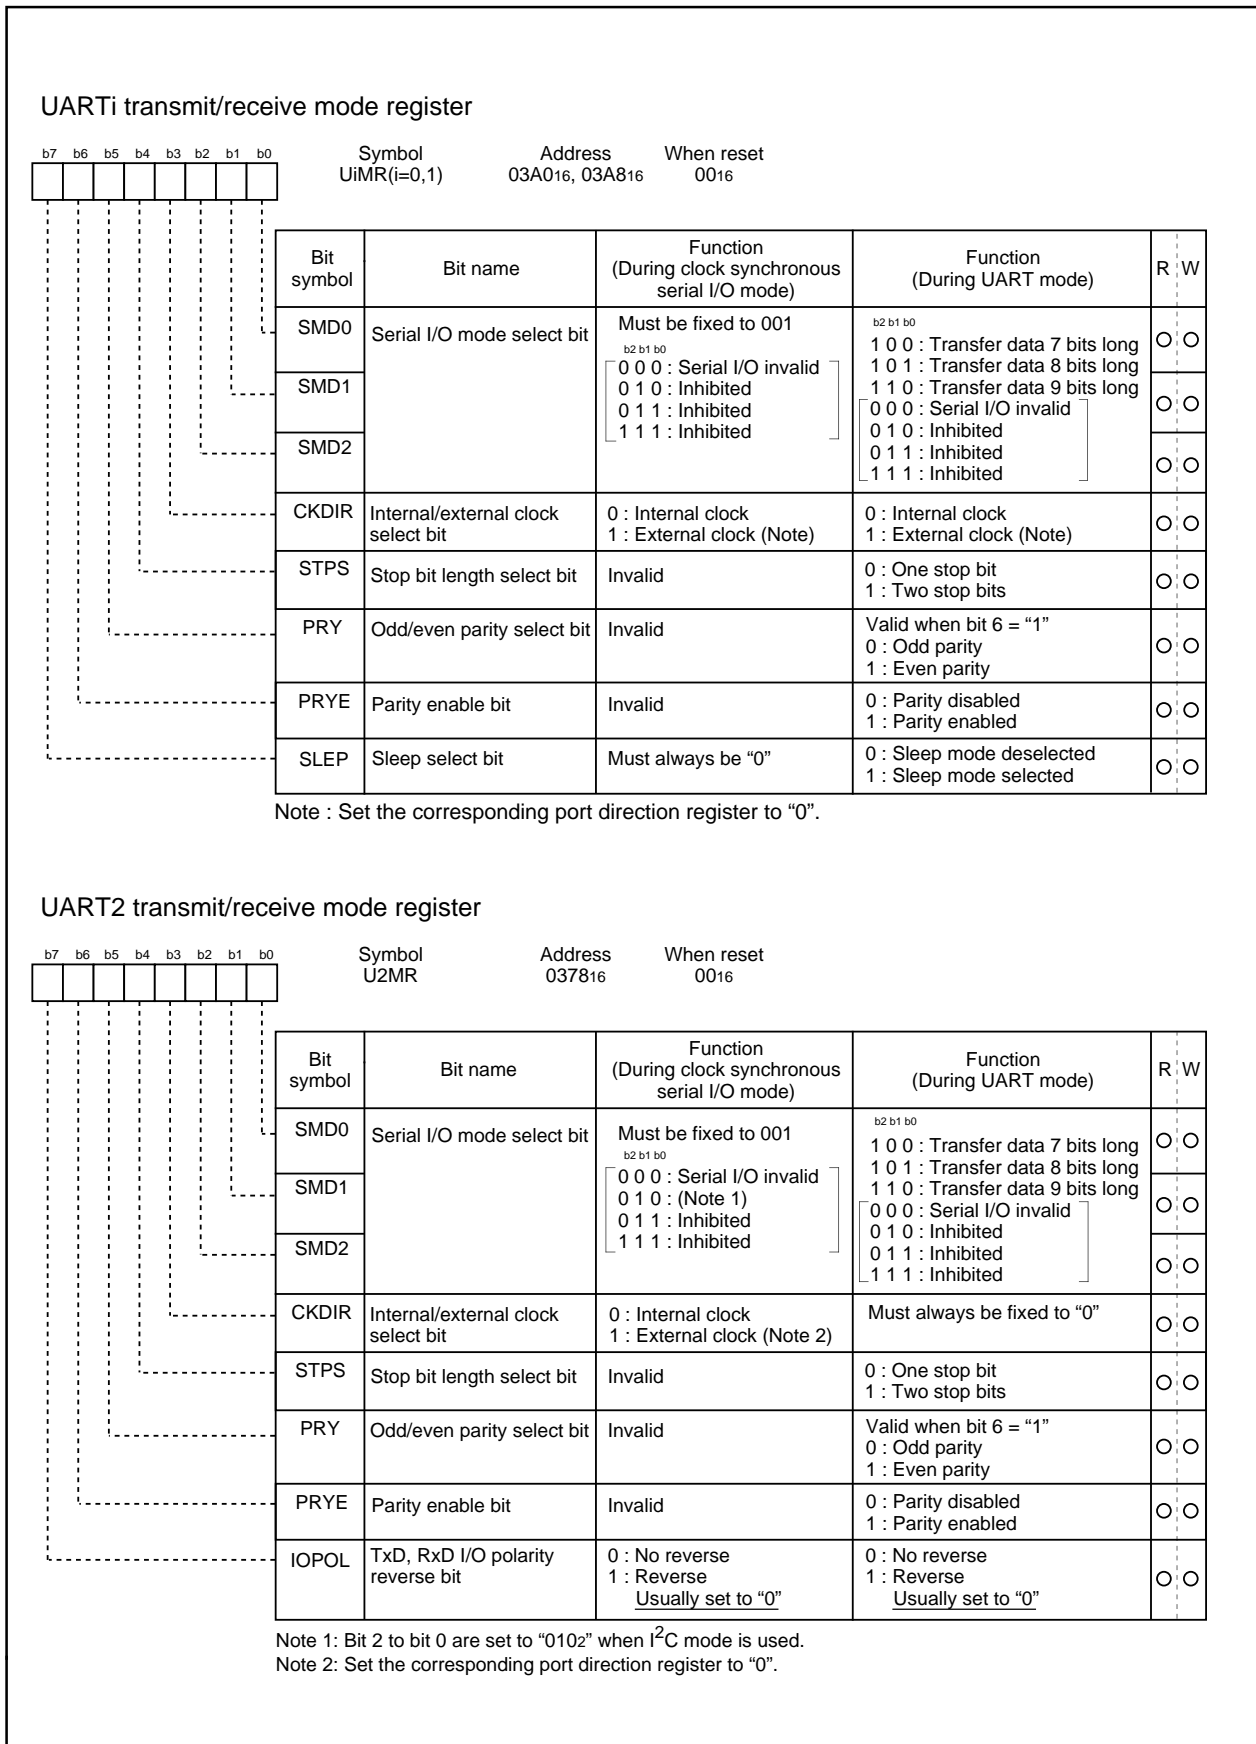 UARTi transmit/receive mode register
b7 b6 b5 b4 b3 b2 b1 b0
Symbol Address When reset
UiMR(i=0,1) 03A016, 03A816 0016
Bit symbol Bit name Function (During clock synchronous serial I/O mode) Function (During UART mode) R W
SMD0 Serial I/O mode select bit
SMD1
SMD2
Must be fixed to 001
b2 b1 b0
0 0 0 : Serial I/O invalid
0 1 0 : Inhibited
0 1 1 : Inhibited
1 1 1 : Inhibited
b2 b1 b0
1 0 0 : Transfer data 7 bits long
1 0 1 : Transfer data 8 bits long
1 1 0 : Transfer data 9 bits long
0 0 0 : Serial I/O invalid
0 1 0 : Inhibited
0 1 1 : Inhibited
1 1 1 : Inhibited
CKDIR Internal/external clock select bit
0 : Internal clock
1 : External clock (Note)
0 : Internal clock
1 : External clock (Note)
STPS Stop bit length select bit Invalid
0 : One stop bit
1 : Two stop bits
PRY Odd/even parity select bit Invalid
Valid when bit 6 = “1”
0 : Odd parity
1 : Even parity
PRYE Parity enable bit Invalid
0 : Parity disabled
1 : Parity enabled
SLEP Sleep select bit Must always be “0”
0 : Sleep mode deselected
1 : Sleep mode selected
Note : Set the corresponding port direction register to “0”.
UART2 transmit/receive mode register
b7 b6 b5 b4 b3 b2 b1 b0
Symbol Address When reset
U2MR 037816 0016
Bit symbol Bit name Function (During clock synchronous serial I/O mode) Function (During UART mode) R W
SMD0 Serial I/O mode select bit
SMD1
SMD2
Must be fixed to 001
b2 b1 b0
0 0 0 : Serial I/O invalid
0 1 0 : (Note 1)
0 1 1 : Inhibited
1 1 1 : Inhibited
b2 b1 b0
1 0 0 : Transfer data 7 bits long
1 0 1 : Transfer data 8 bits long
1 1 0 : Transfer data 9 bits long
0 0 0 : Serial I/O invalid
0 1 0 : Inhibited
0 1 1 : Inhibited
1 1 1 : Inhibited
CKDIR Internal/external clock select bit
0 : Internal clock
1 : External clock (Note 2)
Must always be fixed to “0”
STPS Stop bit length select bit Invalid
0 : One stop bit
1 : Two stop bits
PRY Odd/even parity select bit Invalid
Valid when bit 6 = “1”
0 : Odd parity
1 : Even parity
PRYE Parity enable bit Invalid
0 : Parity disabled
1 : Parity enabled
IOPOL TxD, RxD I/O polarity reverse bit
0 : No reverse
1 : Reverse
Usually set to “0”
0 : No reverse
1 : Reverse
Usually set to “0”
Note 1: Bit 2 to bit 0 are set to “0102” when I2C mode is used.
Note 2: Set the corresponding port direction register to “0”.